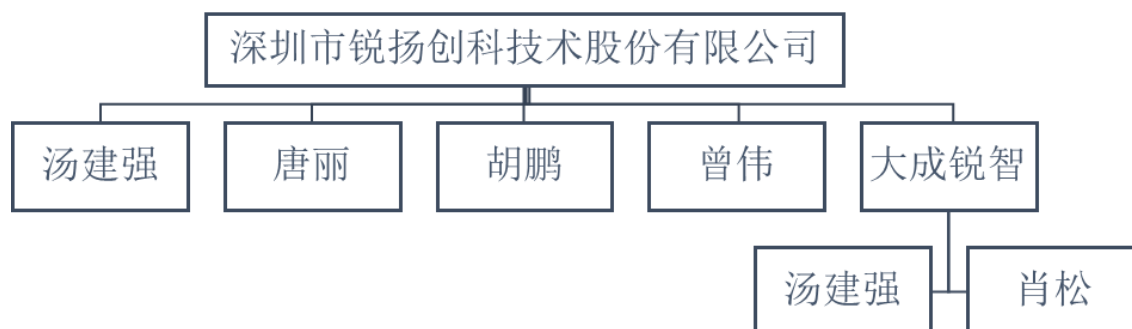 深圳市锐扬创科技术股份有限公司
汤建强
唐丽
胡鹏
曾伟
大成锐智
汤建强
肖松